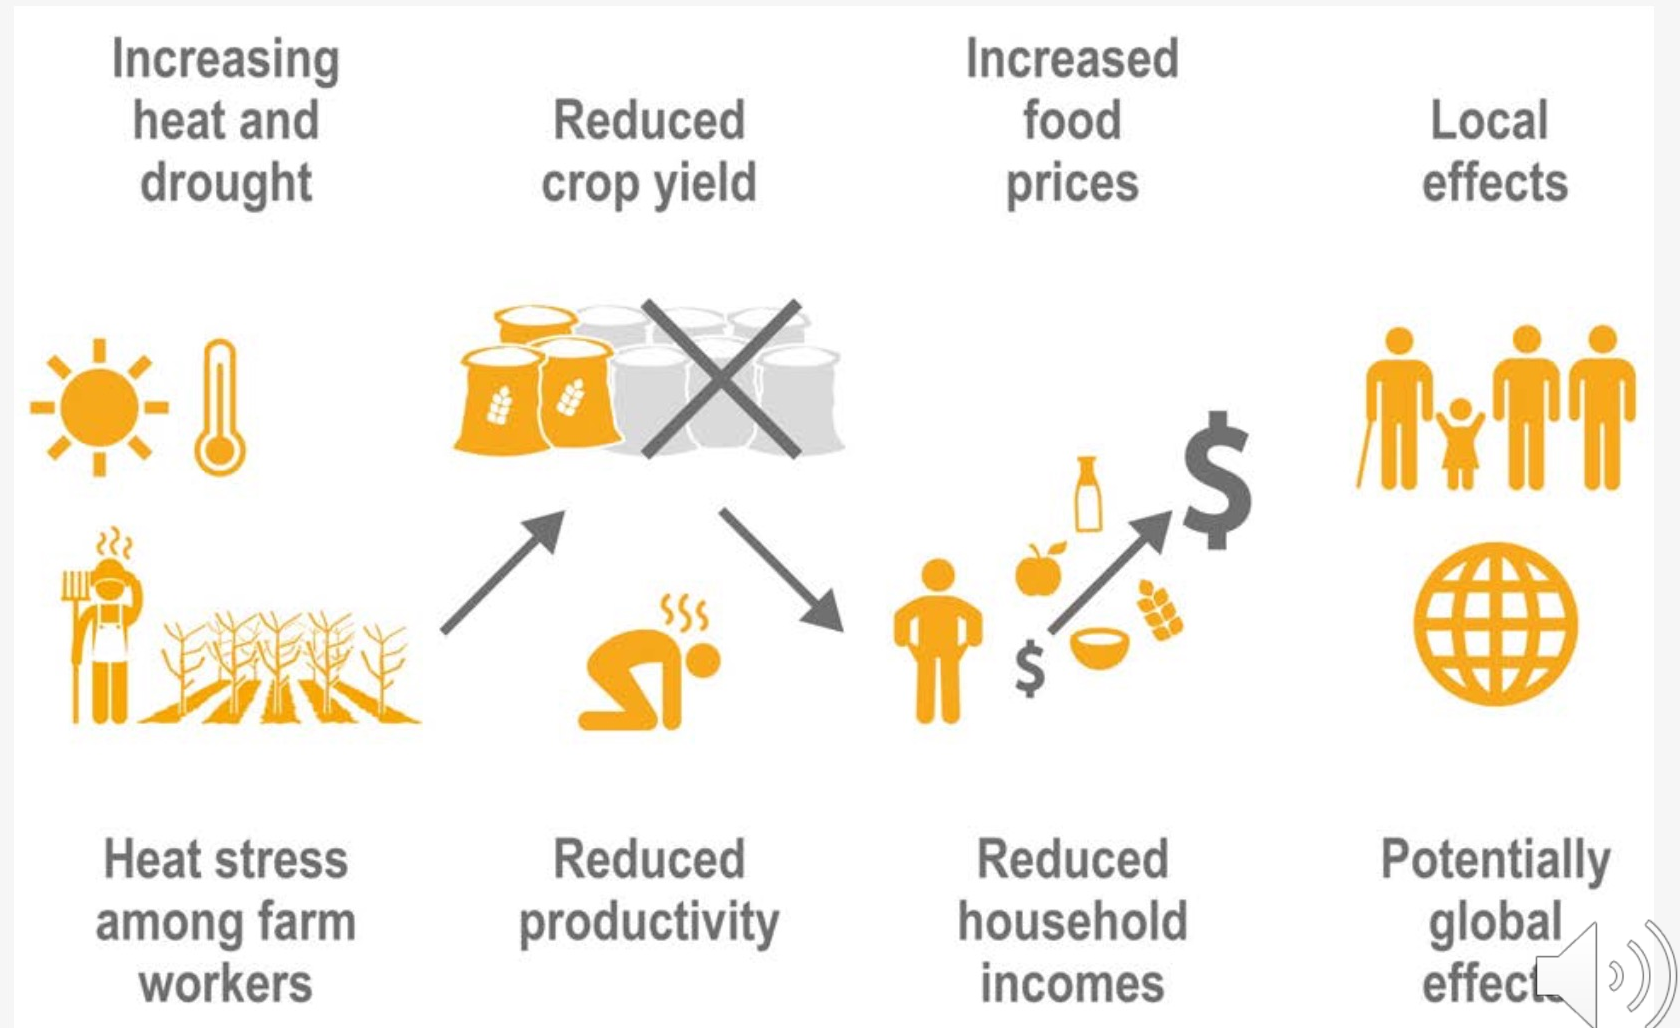 Increasing
heat and
drought
Reduced
crop yield
Increased
food
prices
Local
effects
$
$
Heat stress
among farm
workers
Reduced
productivity
Reduced
household
incomes
Potentially
global
effects